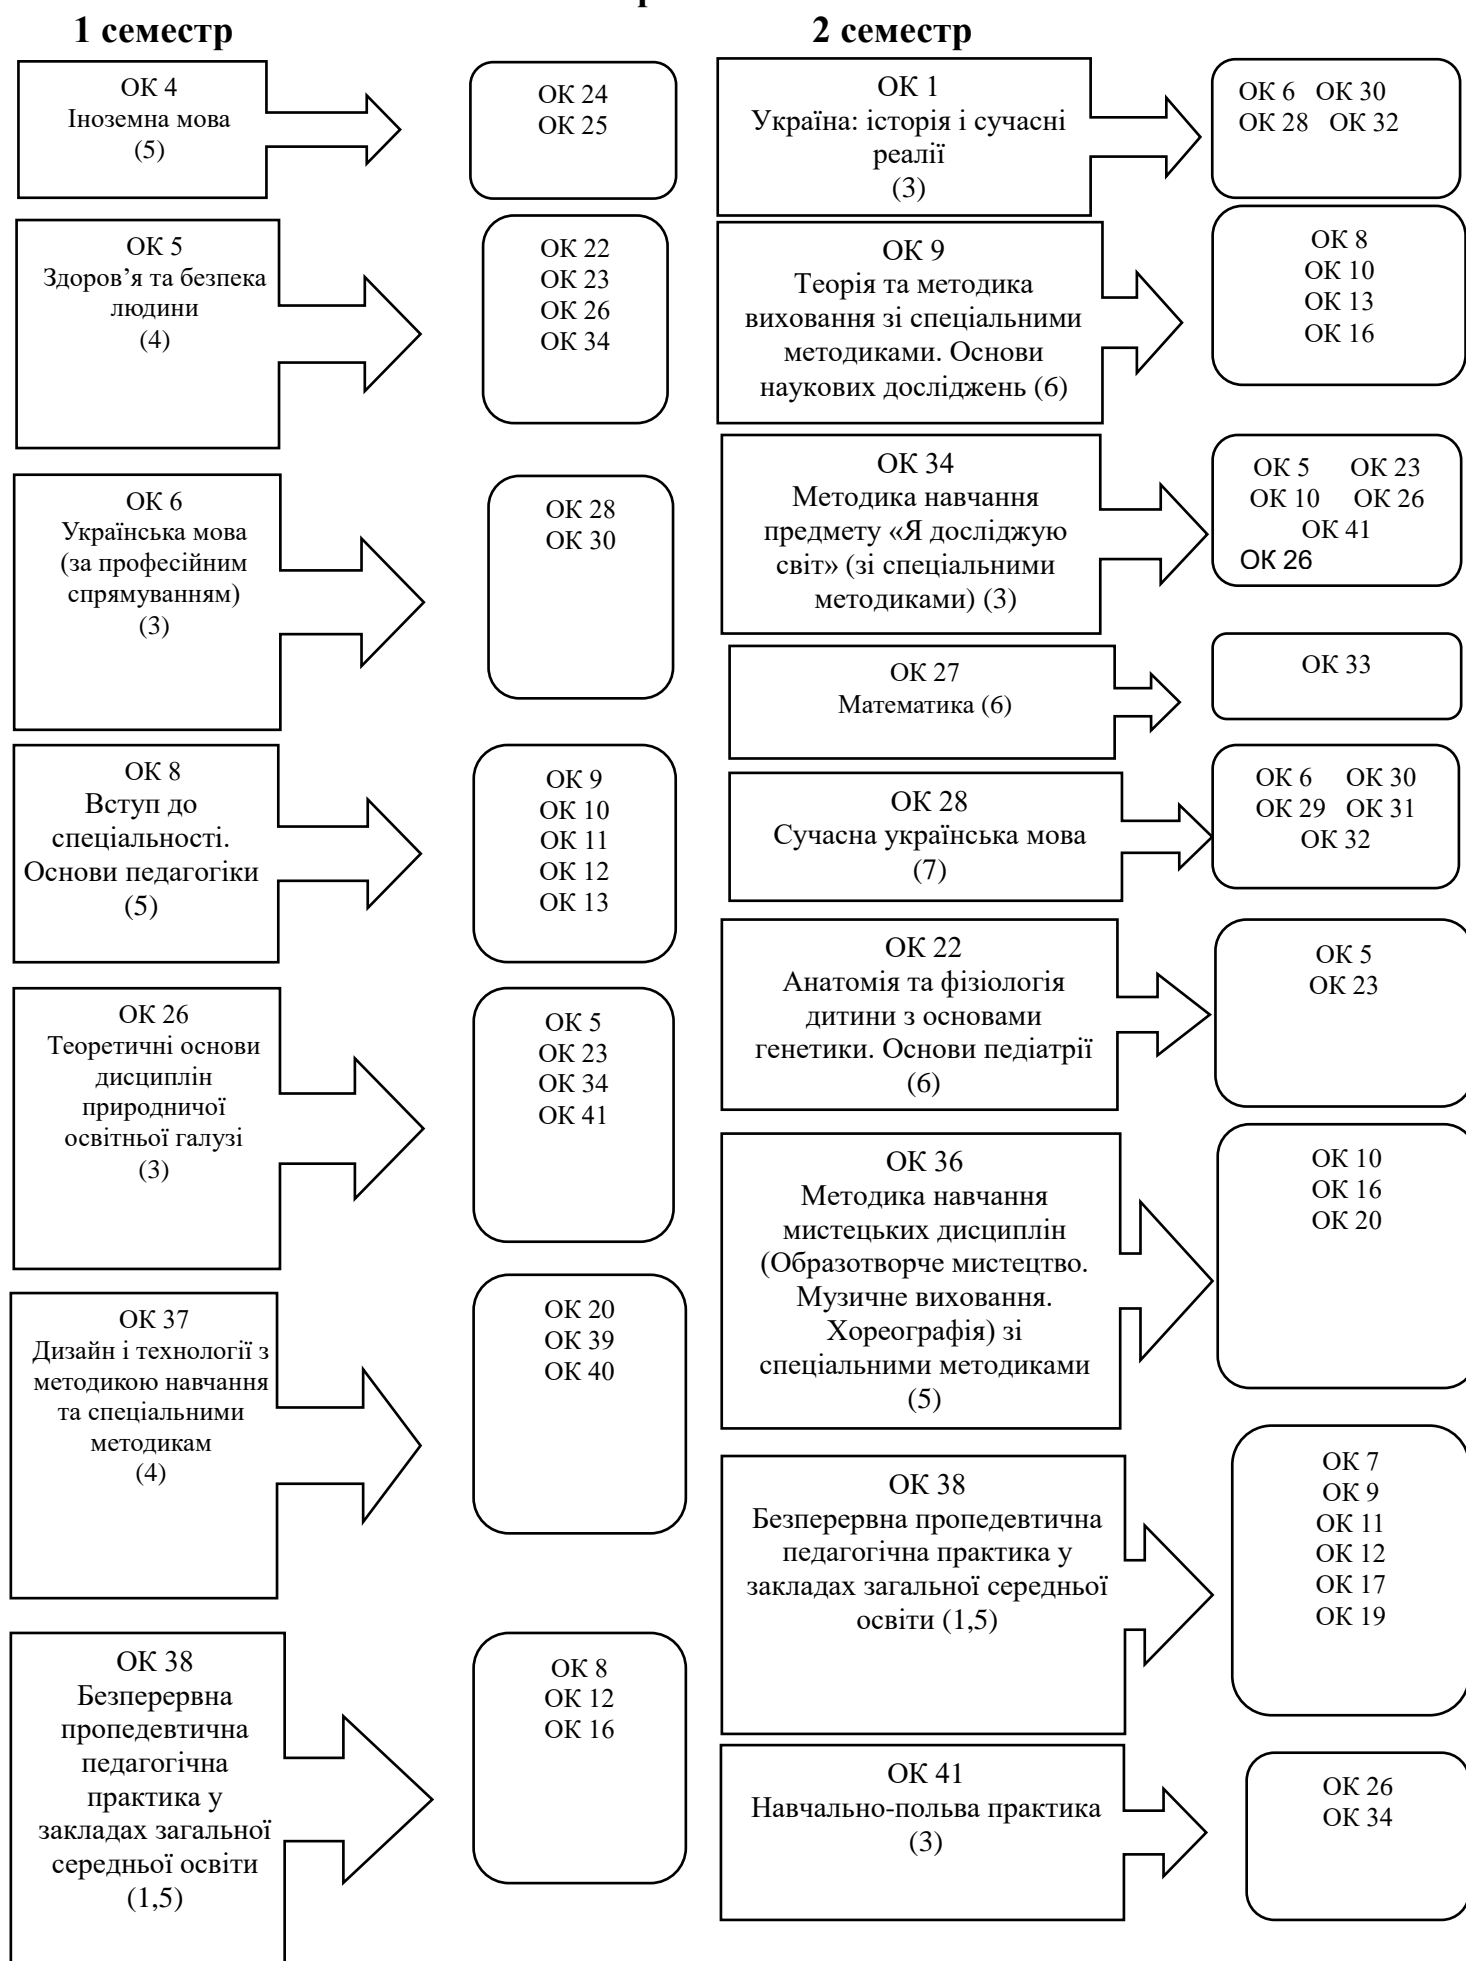 1 семестр
ОК 4
Іноземна мова
(5)
ОК 24
ОК 25
ОК 5
Здоров’я та безпека
людини
(4)
ОК 22
ОК 23
ОК 26
ОК 34
ОК 6
Українська мова
(за професійним
спрямуванням)
(3)
ОК 28
ОК 30
ОК 8
Вступ до
спеціальності.
Основи педагогіки
(5)
ОК 9
ОК 10
ОК 11
ОК 12
ОК 13
ОК 26
Теоретичні основи
дисциплін
природничої
освітньої галузі
(3)
ОК 5
ОК 23
ОК 34
ОК 41
ОК 37
Дизайн і технології з
методикою навчання
та спеціальними
методикам
(4)
ОК 20
ОК 39
ОК 40
ОК 38
Безперервна
пропедевтична
педагогічна
практика у
закладах загальної
середньої освіти
(1,5)
ОК 8
ОК 12
ОК 16
2 семестр
ОК 1
Україна: історія і сучасні
реалії
(3)
ОК 6 ОК 30
ОК 28 ОК 32
ОК 9
Теорія та методика
виховання зі спеціальними
методиками. Основи
наукових досліджень (6)
ОК 8
ОК 10
ОК 13
ОК 16
ОК 34
Методика навчання
предмету «Я досліджую
світ» (зі спеціальними
методиками) (3)
ОК 5 ОК 23
ОК 10 ОК 26
ОК 41
ОК 26
ОК 27
Математика (6)
ОК 33
ОК 28
Сучасна українська мова
(7)
ОК 6 ОК 30
ОК 29 ОК 31
ОК 32
ОК 22
Анатомія та фізіологія
дитини з основами
генетики. Основи педіатрії
(6)
ОК 5
ОК 23
ОК 36
Методика навчання
мистецьких дисциплін
(Образотворче мистецтво.
Музичне виховання.
Хореографія) зі
спеціальними методиками
(5)
ОК 10
ОК 16
ОК 20
ОК 38
Безперервна пропедевтична
педагогічна практика у
закладах загальної середньої
освіти (1,5)
ОК 7
ОК 9
ОК 11
ОК 12
ОК 17
ОК 19
ОК 41
Навчально-польва практика
(3)
ОК 26
ОК 34